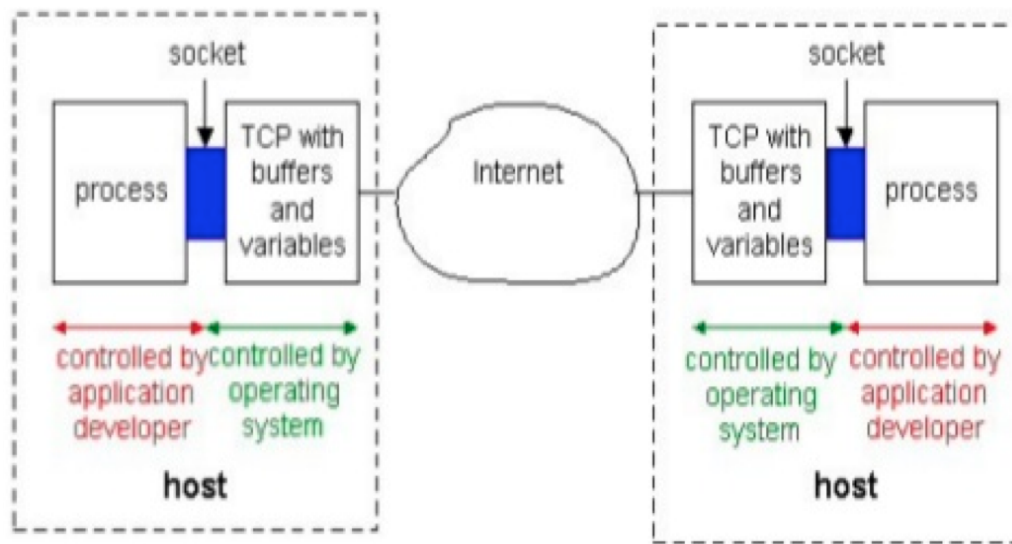 socket
process
TCP with
buffers
and
variables
controlled by
application
developer
controlled by
operating
system
host
Internet
socket
TCP with
buffers
and
variables
process
controlled by
operating
system
controlled by
application
developer
host